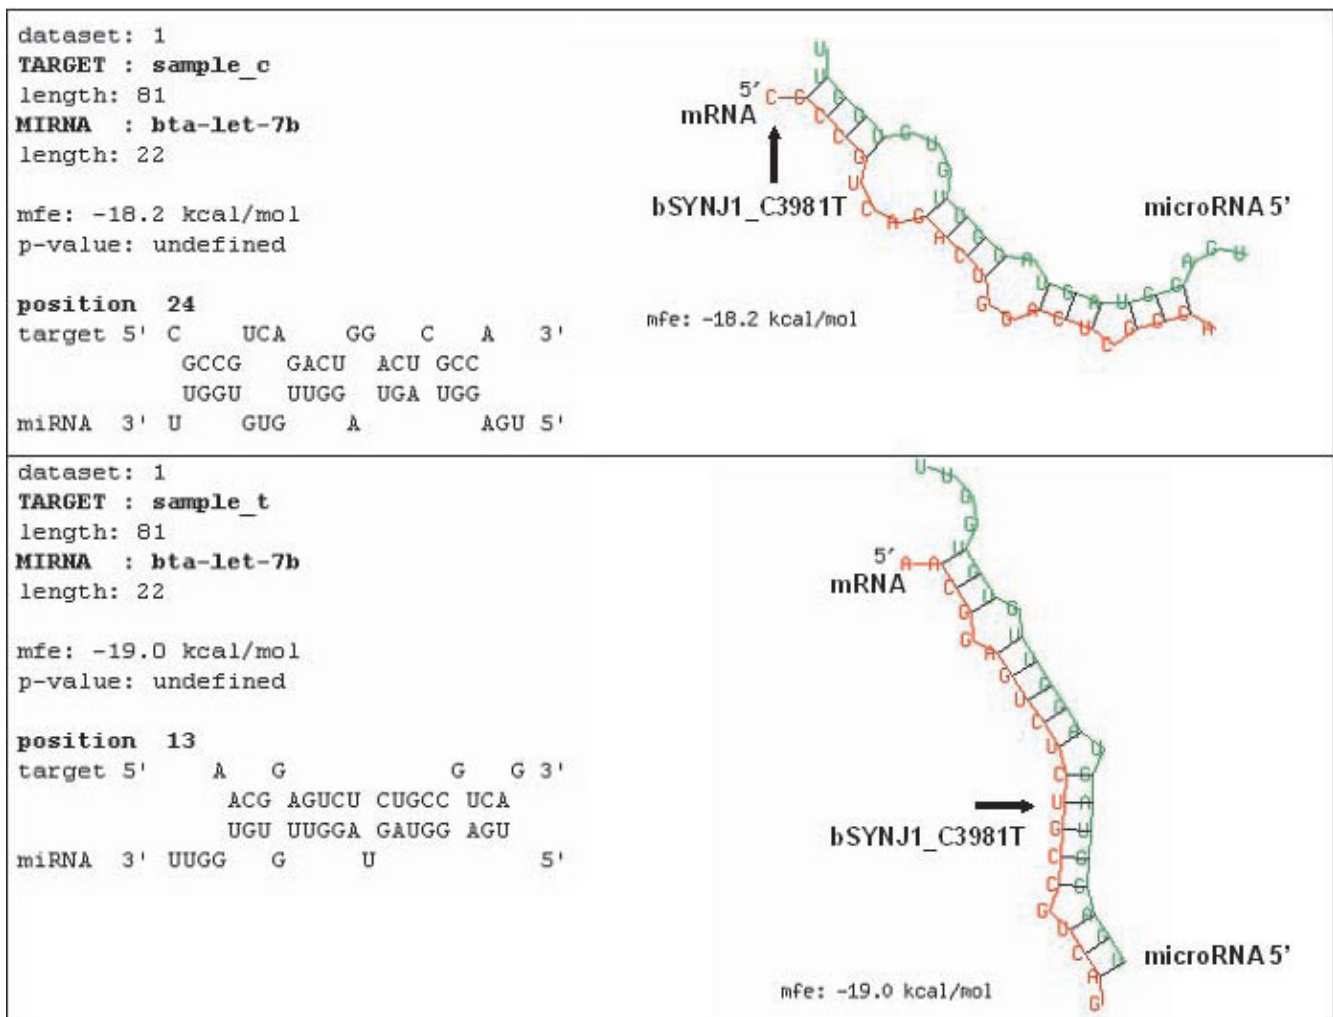 dataset: 1
TARGET : sample_c
length: 81
MIRNA : bta-let-7b
length: 22
mfe: -18.2 kcal/mol
p-value: undefined
position 24
target 5' C UCA GG C A 3'
GCCG GACU ACU GCC
UGGU UUGG UGA UGG
miRNA 3' U GUG A AGU 5'
5'
mRNA
bSYNJ1_C3981T
microRNA 5'
mfe: -18.2 kcal/mol
dataset: 1
TARGET : sample_t
length: 81
MIRNA : bta-let-7b
length: 22
mfe: -19.0 kcal/mol
p-value: undefined
position 13
target 5' A G G G 3'
ACG AGUCU CUGCC UCA
UGU UUGGA GAUGG AGU
miRNA 3' UUGG G U 5'
5'
mRNA
bSYNJ1_C3981T
microRNA 5'
mfe: -19.0 kcal/mol